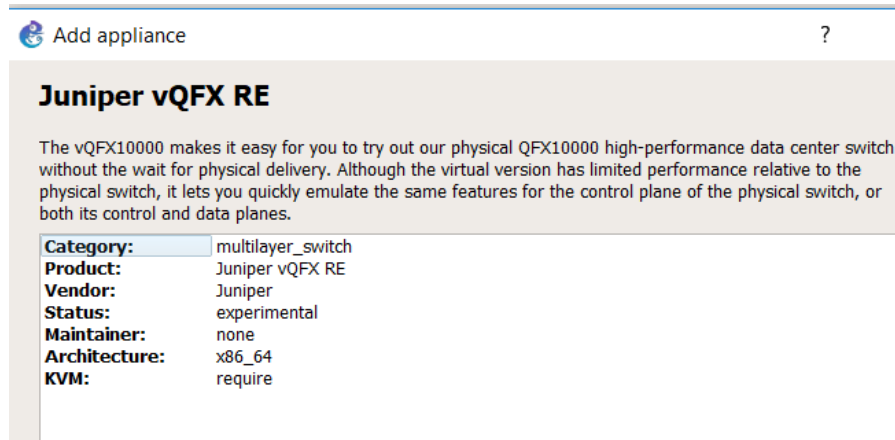 Add appliance ?
Juniper vQFX RE
The vQFX10000 makes it easy for you to try out our physical QFX10000 high-performance data center switch
without the wait for physical delivery. Although the virtual version has limited performance relative to the
physical switch, it lets you quickly emulate the same features for the control plane of the physical switch, or
both its control and data planes.
Category: multilayer_switch
Product: Juniper vQFX RE
Vendor: Juniper
Status: experimental
Maintainer: none
Architecture: x86_64
KVM: require